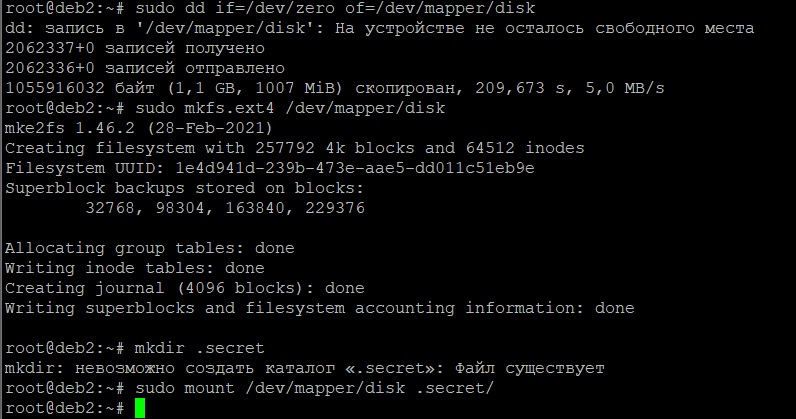 root@deb2:~# sudo dd if=/dev/zero of=/dev/mapper/disk
dd: запись в '/dev/mapper/disk': На устройстве не осталось свободного места
2062337+0 записей получено
2062336+0 записей отправлено
1055916032 байт (1,1 GB, 1007 MiB) скопирован, 209,673 s, 5,0 MB/s
root@deb2:~# sudo mkfs.ext4 /dev/mapper/disk
mke2fs 1.46.2 (28-Feb-2021)
Creating filesystem with 257792 4k blocks and 64512 inodes
Filesystem UUID: 1e4d941d-239b-473e-aae5-dd011c51eb9e
Superblock backups stored on blocks:
        32768, 98304, 163840, 229376

Allocating group tables: done
Writing inode tables: done
Creating journal (4096 blocks): done
Writing superblocks and filesystem accounting information: done

root@deb2:~# mkdir .secret
mkdir: невозможно создать каталог «.secret»: Файл существует
root@deb2:~# sudo mount /dev/mapper/disk .secret/
root@deb2:~#